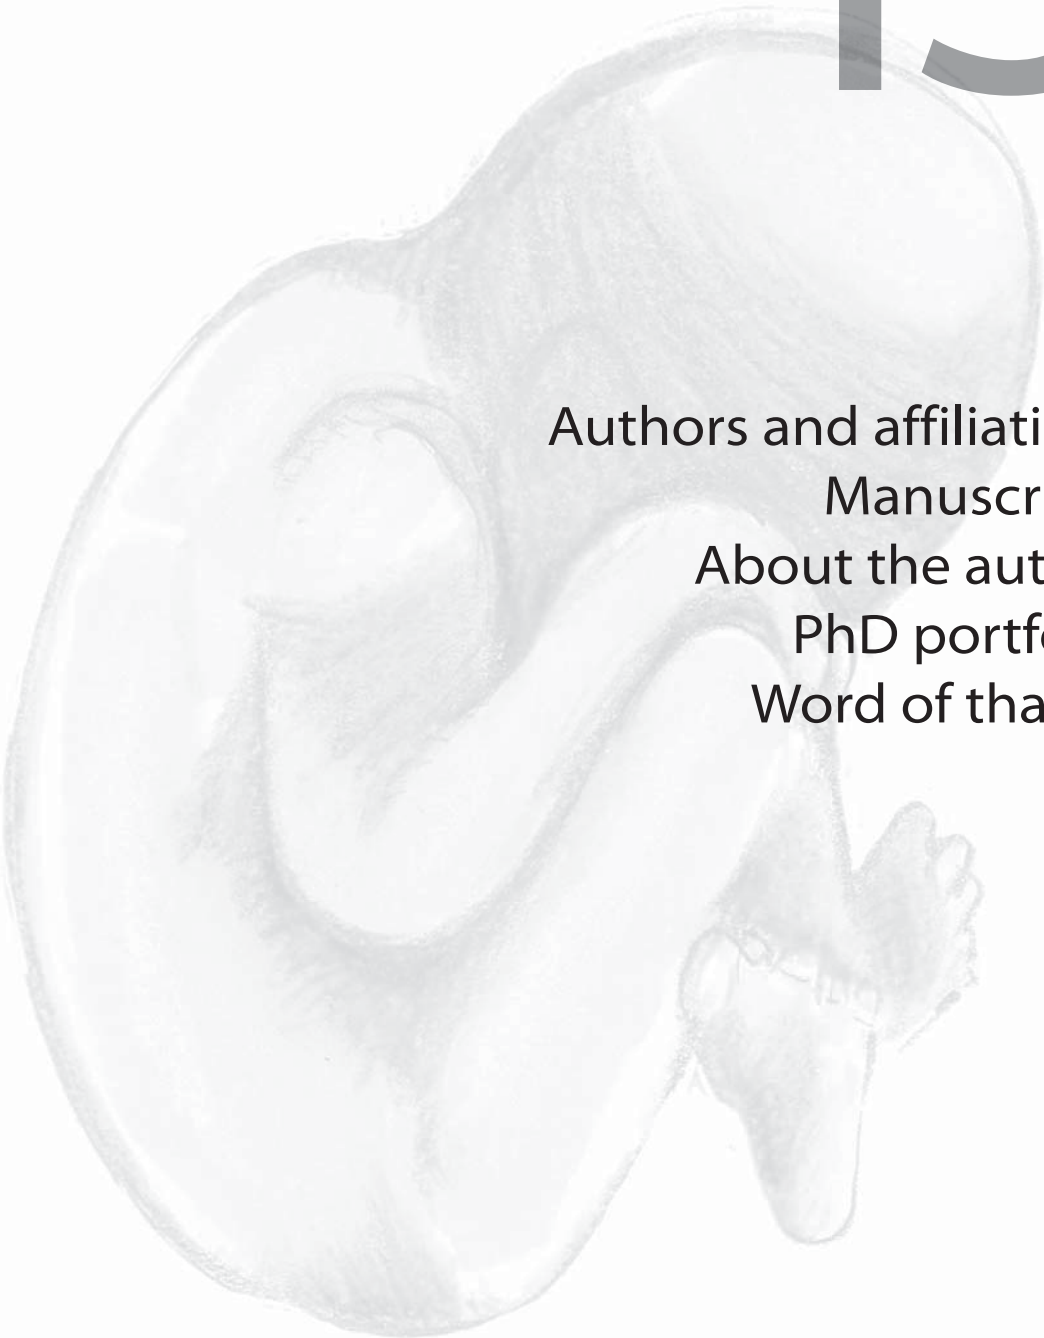 Authors and affiliati
Manuscr
About the aut
PhD portf
Word of tha